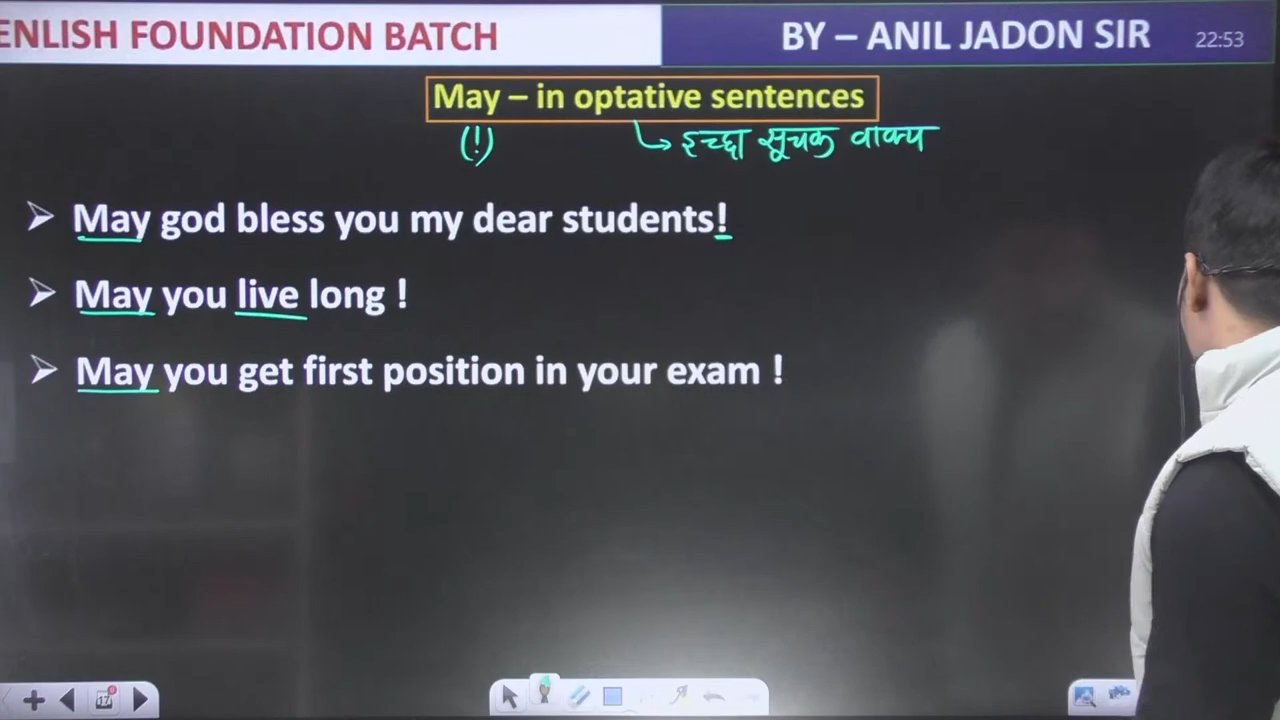 ENLISH FOUNDATION BATCH
BY – ANIL JADON SIR
22:53
May – in optative sentences
(!)
इच्छा सूचक वाक्य
➤ May god bless you my dear students!
➤ May you live long !
➤ May you get first position in your exam !
17